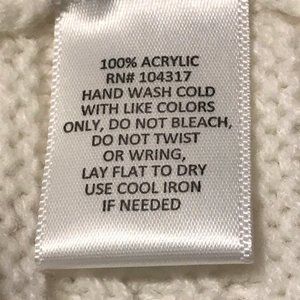 100% ACRYLIC
RN# 104317
HAND WASH COLD
WITH LIKE COLORS
ONLY, DO NOT BLEACH,
DO NOT TWIST
OR WRING,
LAY FLAT TO DRY
USE COOL IRON
IF NEEDED